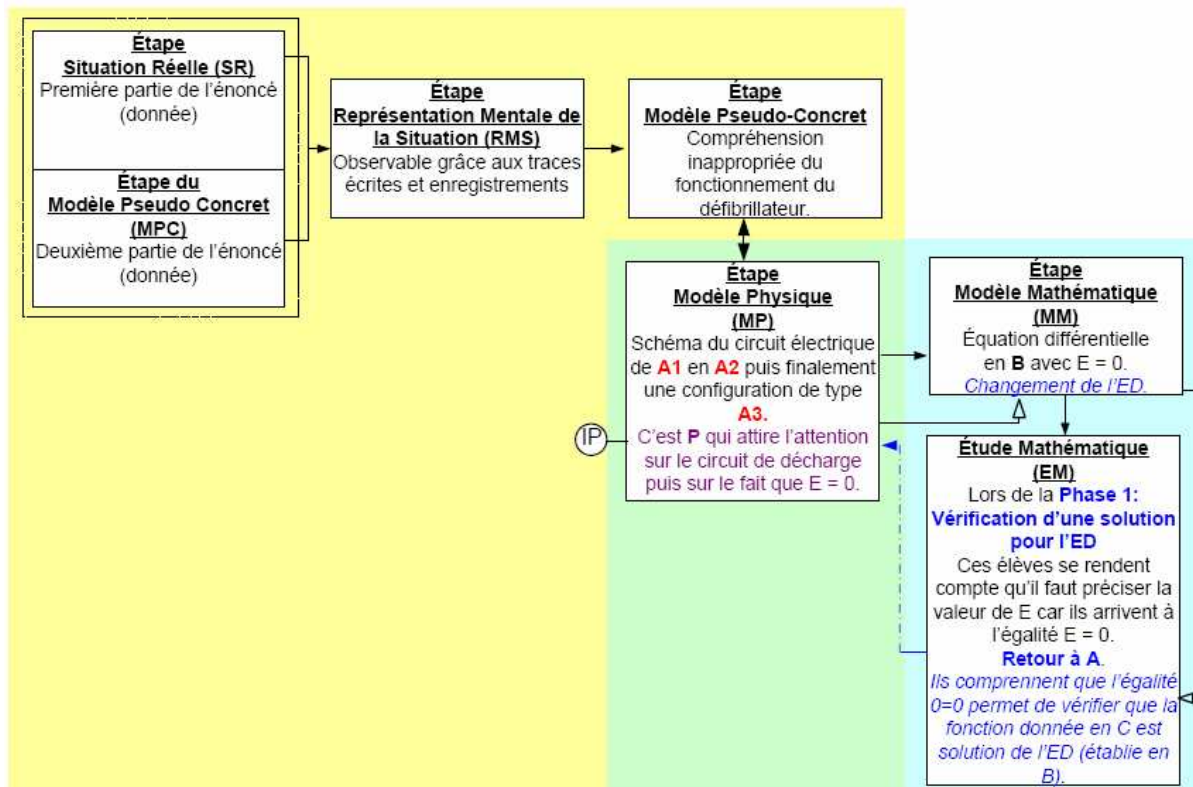 Étape
Situation Réelle (SR)
Première partie de l'énoncé
(donnée)
Étape du
Modèle Pseudo Concret
(MPC)
Deuxième partie de l'énoncé
(donnée)
Étape
Représentation Mentale de
la Situation (RMS)
Observable grâce aux traces
écrites et enregistrements
Étape
Modèle Pseudo-Concret
Compréhension
inappropriée du
fonctionnement du
défibrillateur.
Étape
Modèle Physique
(MP)
Schéma du circuit électrique
de A1 en A2 puis finalement
une configuration de type
A3.
C'est P qui attire l'attention
sur le circuit de décharge
puis sur le fait que E = 0.
IP
Étape
Modèle Mathématique
(MM)
Équation différentielle
en B avec E = 0.
Changement de l'ED.
Étude Mathématique
(EM)
Lors de la Phase 1:
Vérification d'une solution
pour l'ED
Ces élèves se rendent
compte qu'il faut préciser la
valeur de E car ils arrivent à
l'égalité E = 0.
Retour à A.
Ils comprennent que l'égalité
0=0 permet de vérifier que la
fonction donnée en C est
solution de l'ED (établie en
B).